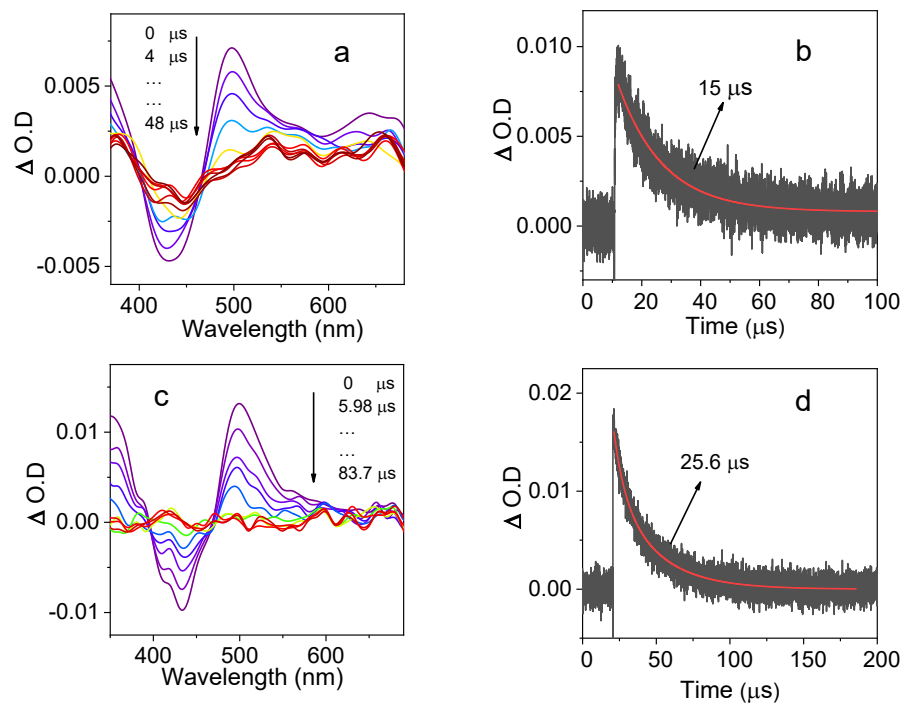 a
0 μs
4 μs
...
...
48 μs
0.005
0.000
-0.005
Δ O.D
400 500 600
Wavelength (nm)
b
15 μs
0.010
0.005
0.000
Δ O.D
0 20 40 60 80 100
Time (μs)
c
0 μs
5.98 μs
...
...
83.7 μs
0.01
0.00
-0.01
Δ O.D
400 500 600
Wavelength (nm)
d
25.6 μs
0.02
0.01
0.00
Δ O.D
0 50 100 150 200
Time (μs)